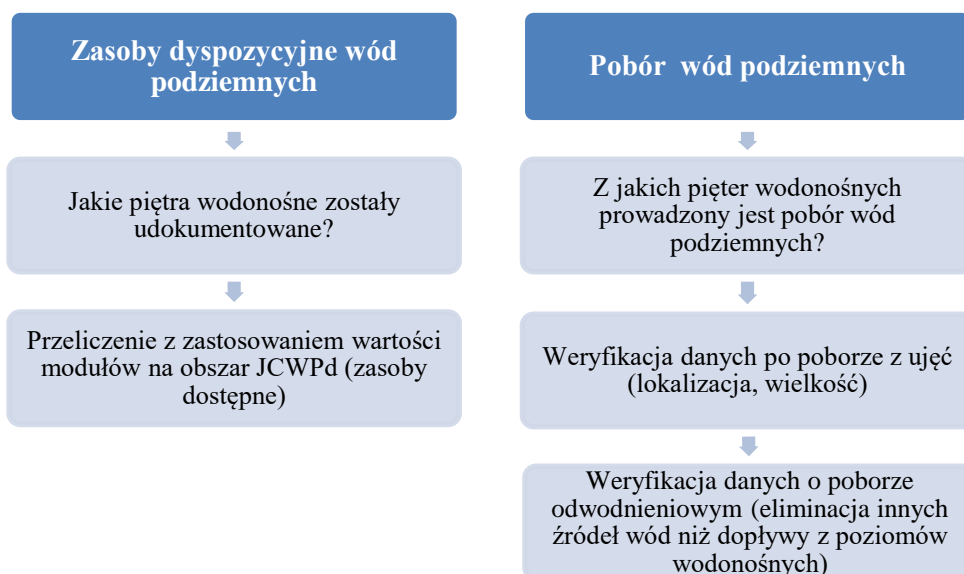 Zasoby dyspozycyjne wód
podziemnych
Jakie piętra wodonośne zostały
udokumentowane?
Przeliczenie z zastosowaniem wartości
modułów na obszar JCWPd (zasoby
dostępne)
Pobór wód podziemnych
Z jakich pięter wodonośnych
prowadzony jest pobór wód
podziemnych?
Weryfikacja danych po poborze z ujęć
(lokalizacja, wielkość)
Weryfikacja danych o poborze
odwodnieniowym (eliminacja innych
źródeł wód niż dopływy z poziomów
wodonośnych)